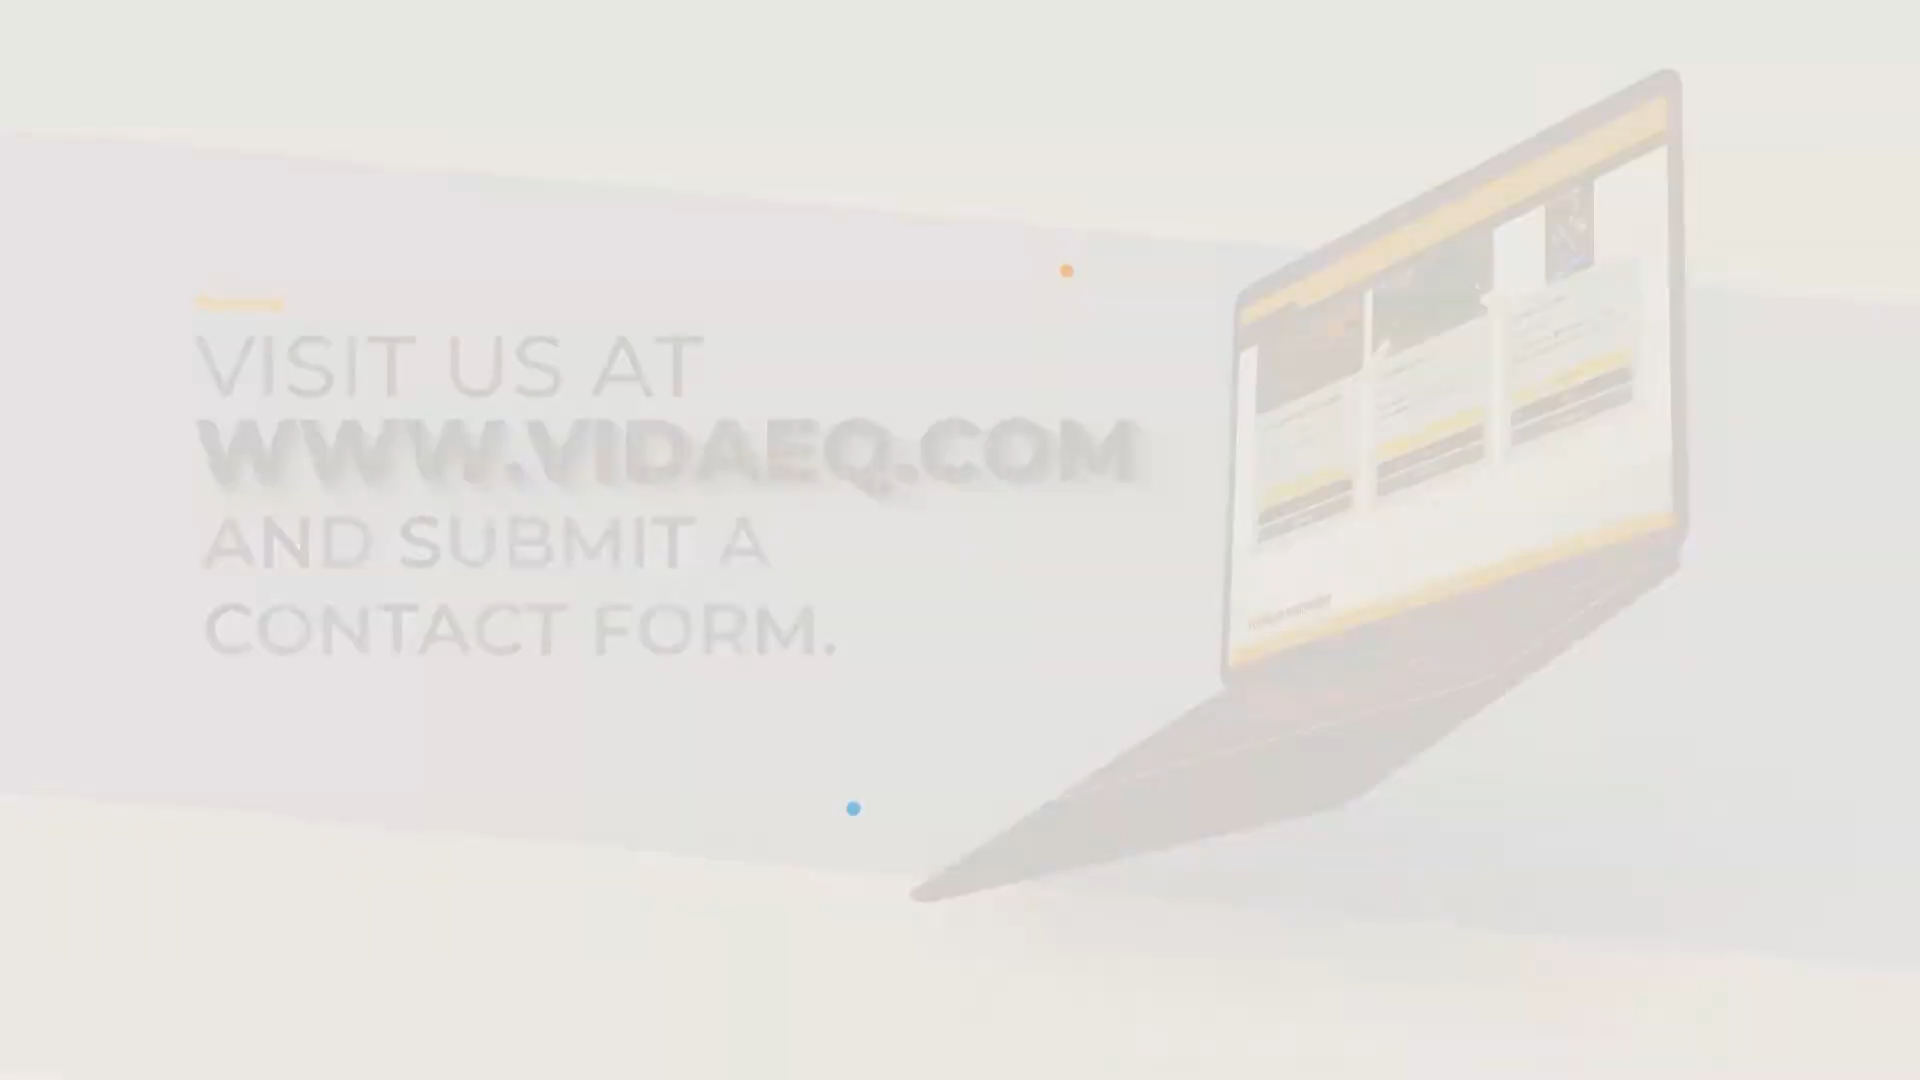 VISIT US AT
WWW.VIDAEQ.COM
AND SUBMIT A
CONTACT FORM.